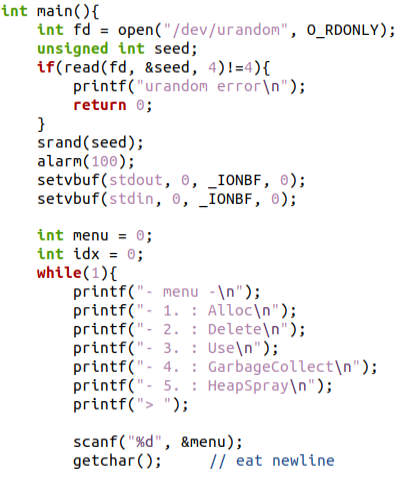 int main(){
    int fd = open("/dev/urandom", O_RDONLY);
    unsigned int seed;
    if(read(fd, &seed, 4)!=4){
        printf("urandom error\n");
        return 0;
    }
    srand(seed);
    alarm(100);
    setvbuf(stdout, 0, _IONBF, 0);
    setvbuf(stdin, 0, _IONBF, 0);

    int menu = 0;
    int idx = 0;
    while(1){
        printf("- menu -\n");
        printf("- 1. : Alloc\n");
        printf("- 2. : Delete\n");
        printf("- 3. : Use\n");
        printf("- 4. : GarbageCollect\n");
        printf("- 5. : HeapSpray\n");
        printf("> ");

        scanf("%d", &menu);
        getchar();     // eat newline